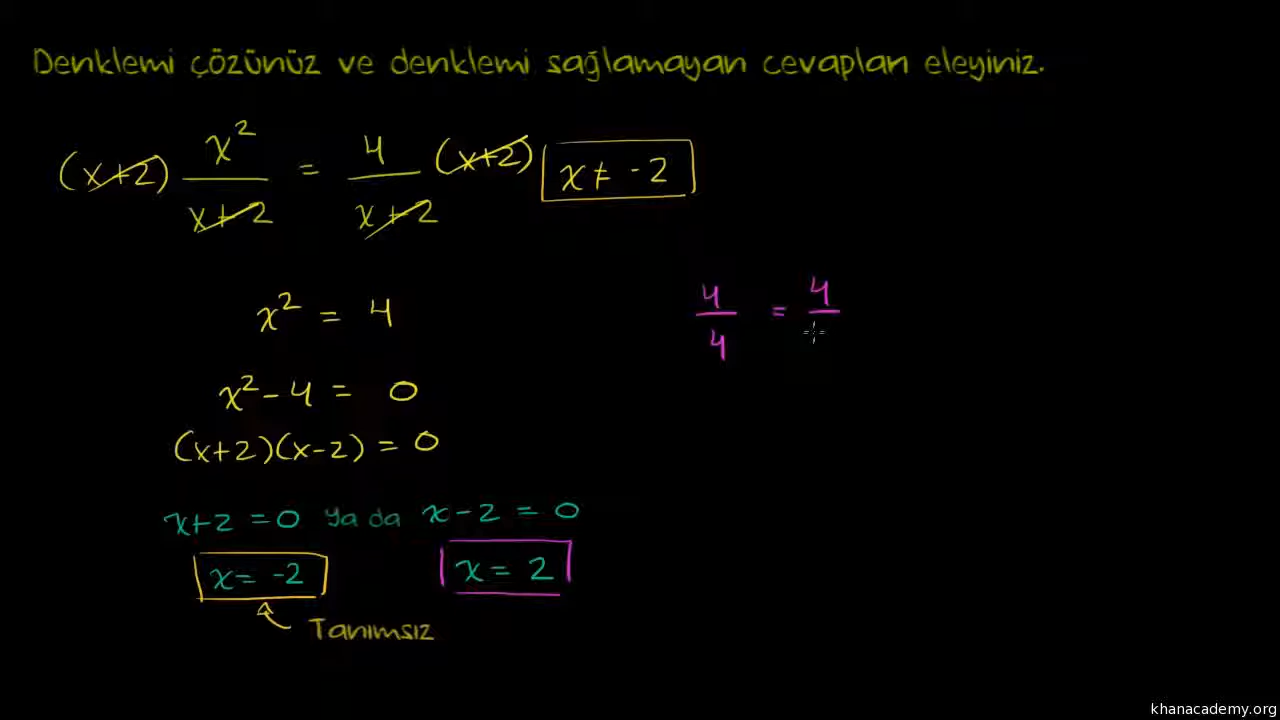 Denklemi çözünüz ve denklemi sağlamayan cevapları eleyiniz.
(x+2) x²/(x+2) = 4/(x+2) (x+2) x ≠ -2
x² = 4
4/4 = 4/
x² - 4 = 0
(x+2)(x-2) = 0
x+2 = 0 ya da x-2 = 0
x = -2 x = 2
Tanımsız
khanacademy.org